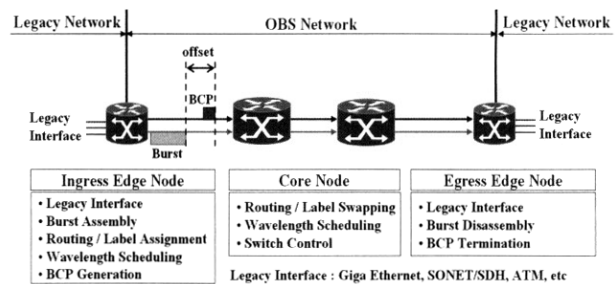 Legacy Network
OBS Network
Legacy Network
offset
BCP
Legacy
Interface
Burst
Legacy
Interface
Ingress Edge Node
• Legacy Interface
• Burst Assembly
• Routing / Label Assignment
• Wavelength Scheduling
• BCP Generation
Core Node
• Routing / Label Swapping
• Wavelength Scheduling
• Switch Control
Egress Edge Node
• Legacy Interface
• Burst Disassembly
• BCP Termination
Legacy Interface : Giga Ethernet, SONET/SDH, ATM, etc